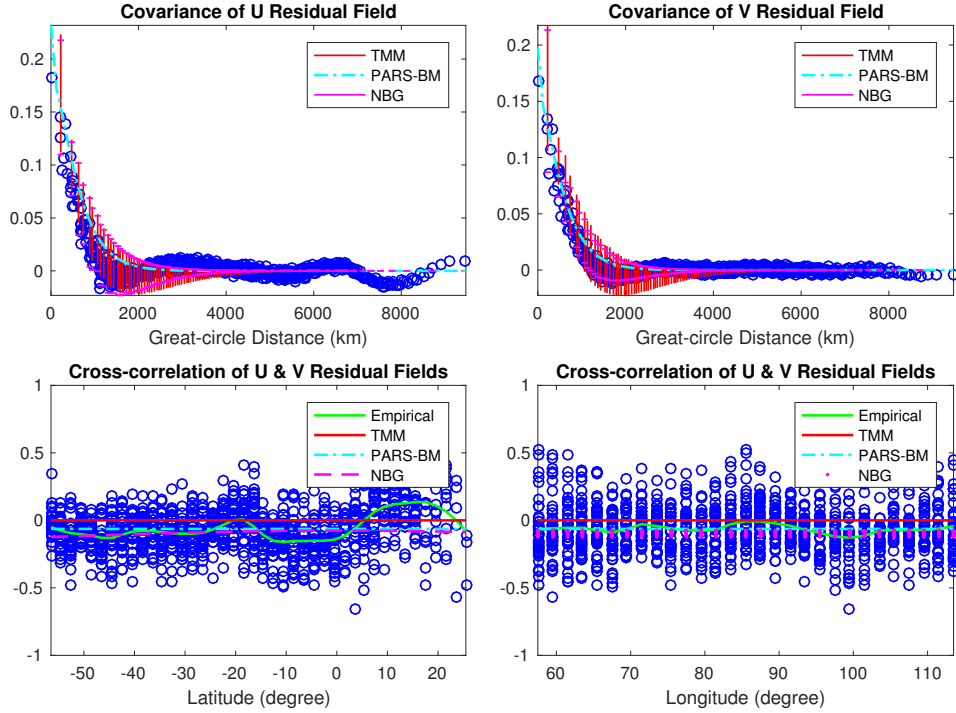 Covariance of U Residual Field
0.2
0.15
0.1
0.05
0
TMM
PARS-BM
NBG
0 2000 4000 6000 8000
Great-circle Distance (km)
Covariance of V Residual Field
0.2
0.15
0.1
0.05
0
TMM
PARS-BM
NBG
0 2000 4000 6000 8000
Great-circle Distance (km)
Cross-correlation of U & V Residual Fields
1
0.5
0
-0.5
-1
Empirical
TMM
PARS-BM
NBG
-50 -40 -30 -20 -10 0 10 20
Latitude (degree)
Cross-correlation of U & V Residual Fields
1
0.5
0
-0.5
-1
Empirical
TMM
PARS-BM
NBG
60 70 80 90 100 110
Longitude (degree)